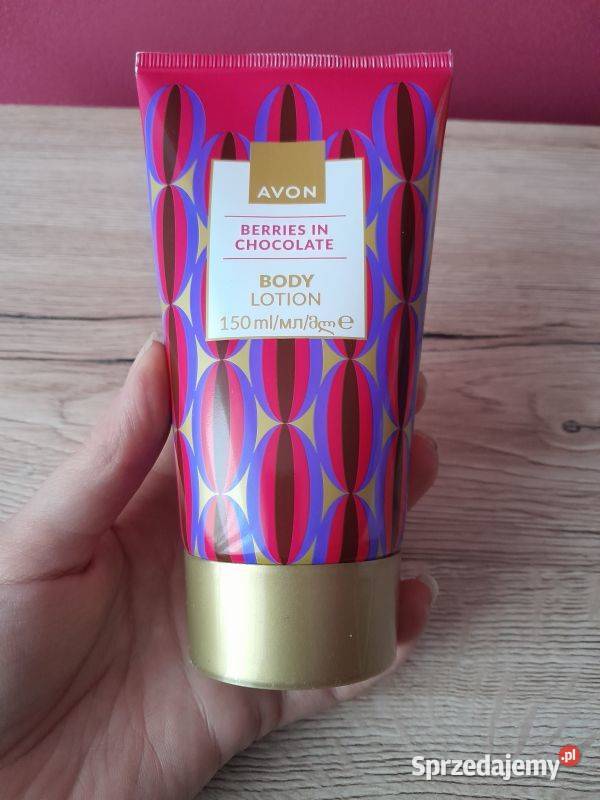 AVON
BERRIES IN
CHOCOLATE
BODY
LOTION
150 ml/мл/მლ ℮
Sprzedajemy.pl